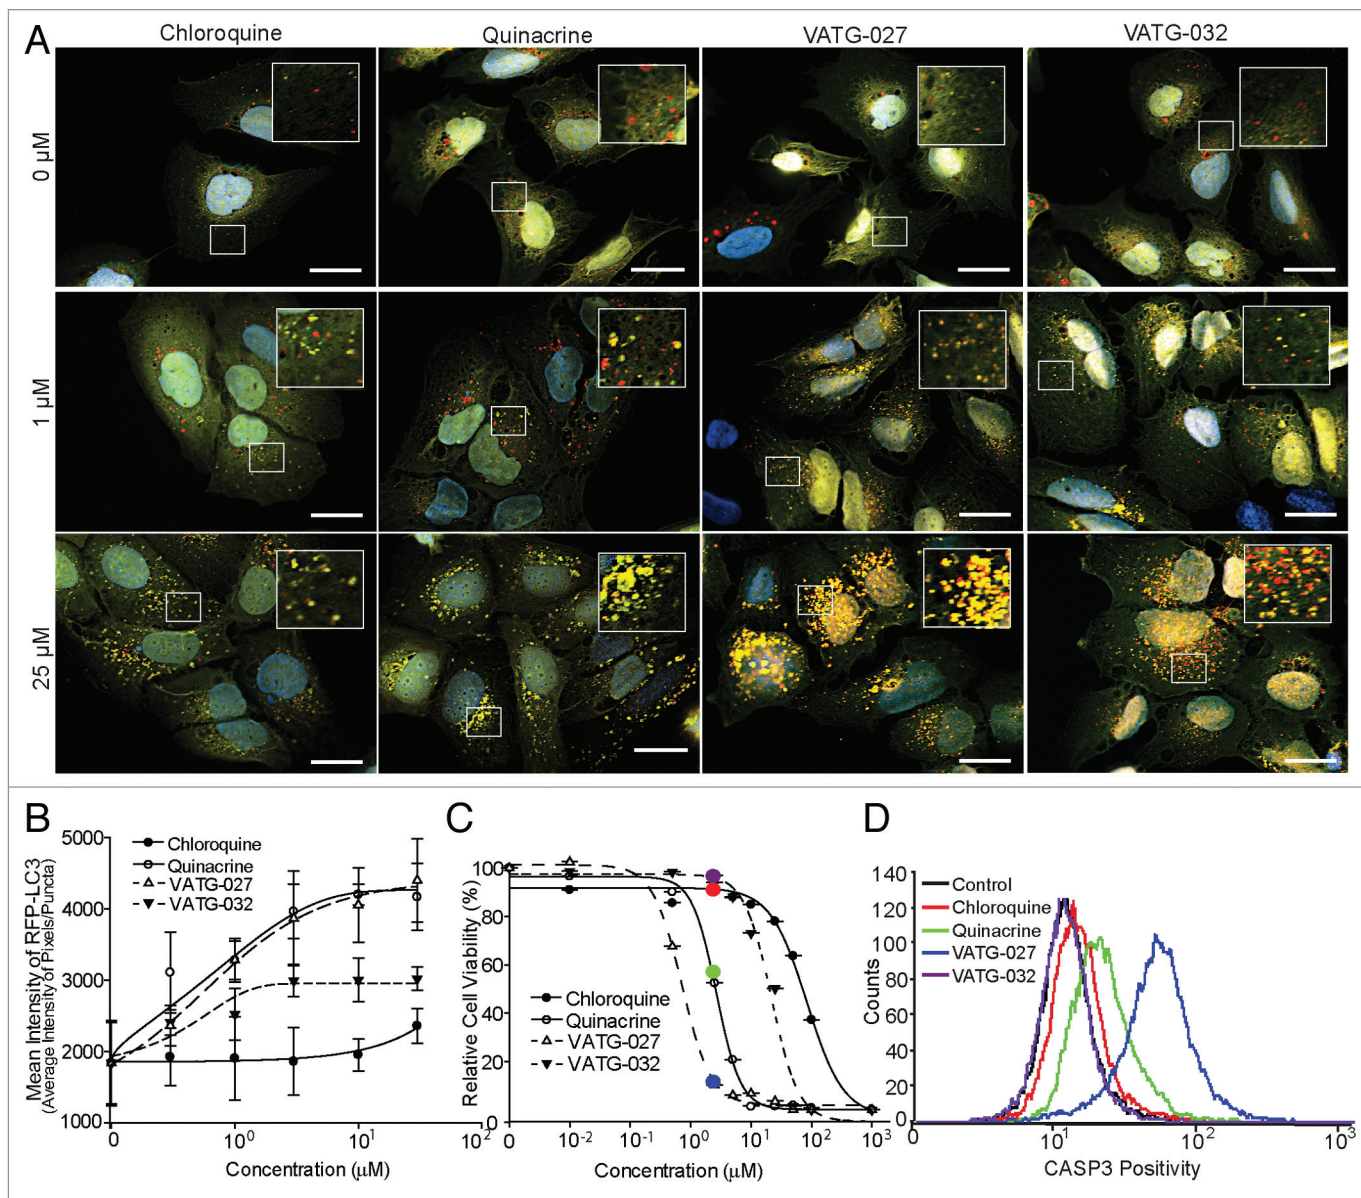 A
Chloroquine
Quinacrine
VATG-027
VATG-032
0 µM
1 µM
25 µM
B
Mean Intensity of RFP-LC3
(Average Intensity of Pixels/Puncta)
5000
4000
3000
2000
1000
Chloroquine
Quinacrine
VATG-027
VATG-032
0
10⁰
10¹
10²
Concentration (µM)
C
Relative Cell Viability (%)
100
80
60
40
20
0
Chloroquine
Quinacrine
VATG-027
VATG-032
0
10⁻²
10⁻¹
10⁰
10¹
10²
10³
Concentration (µM)
D
Counts
140
120
100
80
60
40
20
0
Control
Chloroquine
Quinacrine
VATG-027
VATG-032
0
10¹
10²
10³
CASP3 Positivity